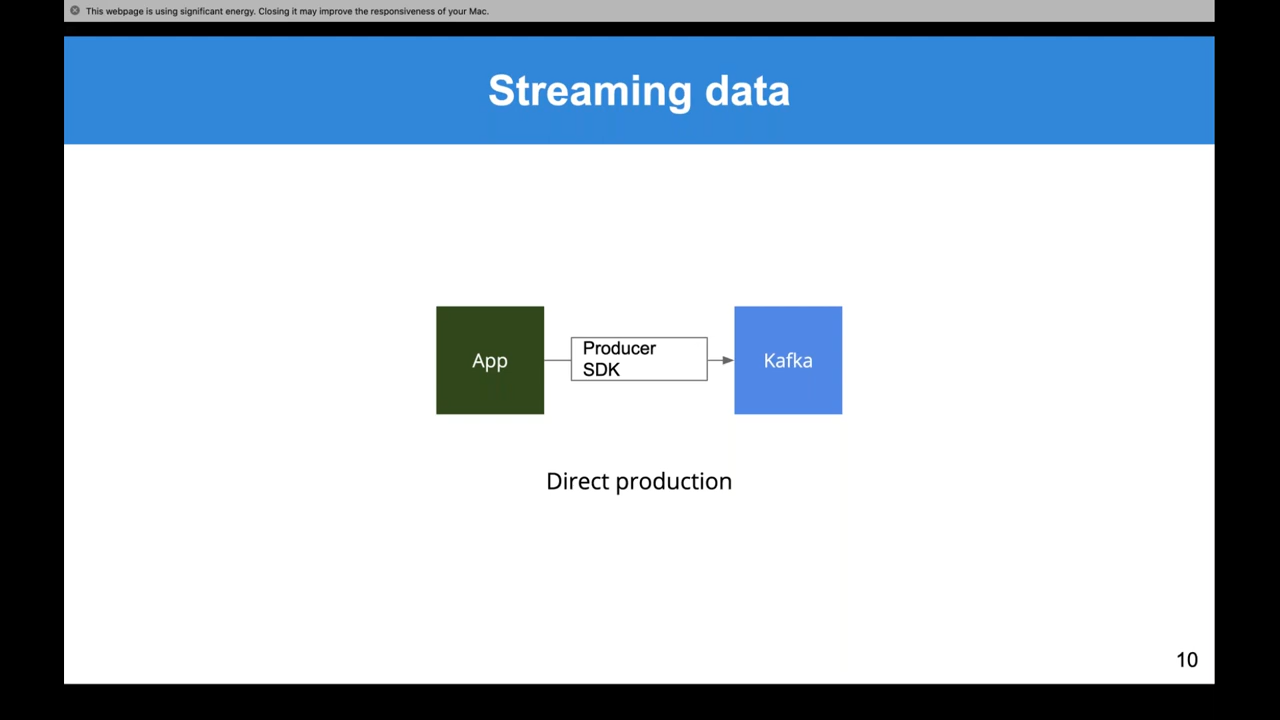 This webpage is using significant energy. Closing it may improve the responsiveness of your Mac.
Streaming data
App
Producer
SDK
Kafka
Direct production
10